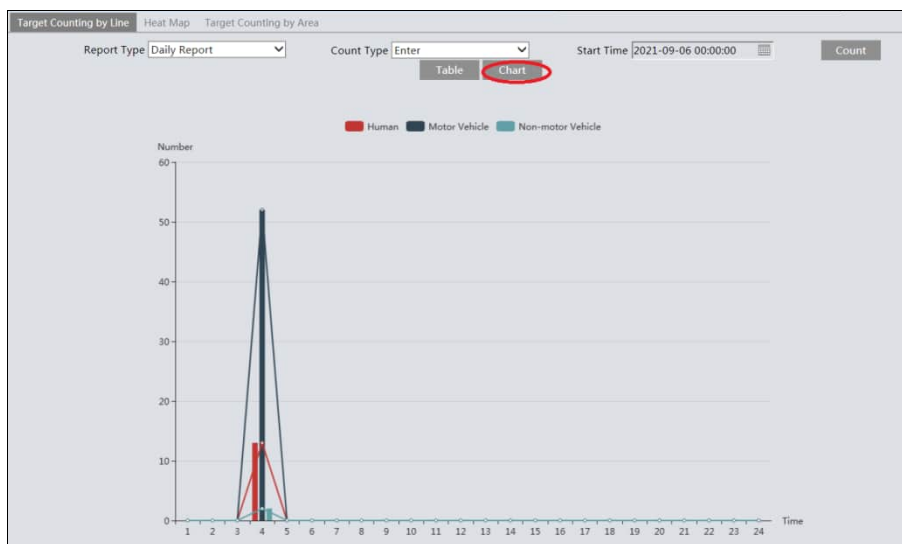 Target Counting by Line Heat Map Target Counting by Area
Report Type Daily Report Count Type Enter Start Time 2021-09-06 00:00:00 Count
Table Chart
Human Motor Vehicle Non-motor Vehicle
Number
60
50
40
30
20
10
0
1 2 3 4 5 6 7 8 9 10 11 12 13 14 15 16 17 18 19 20 21 22 23 24 Time